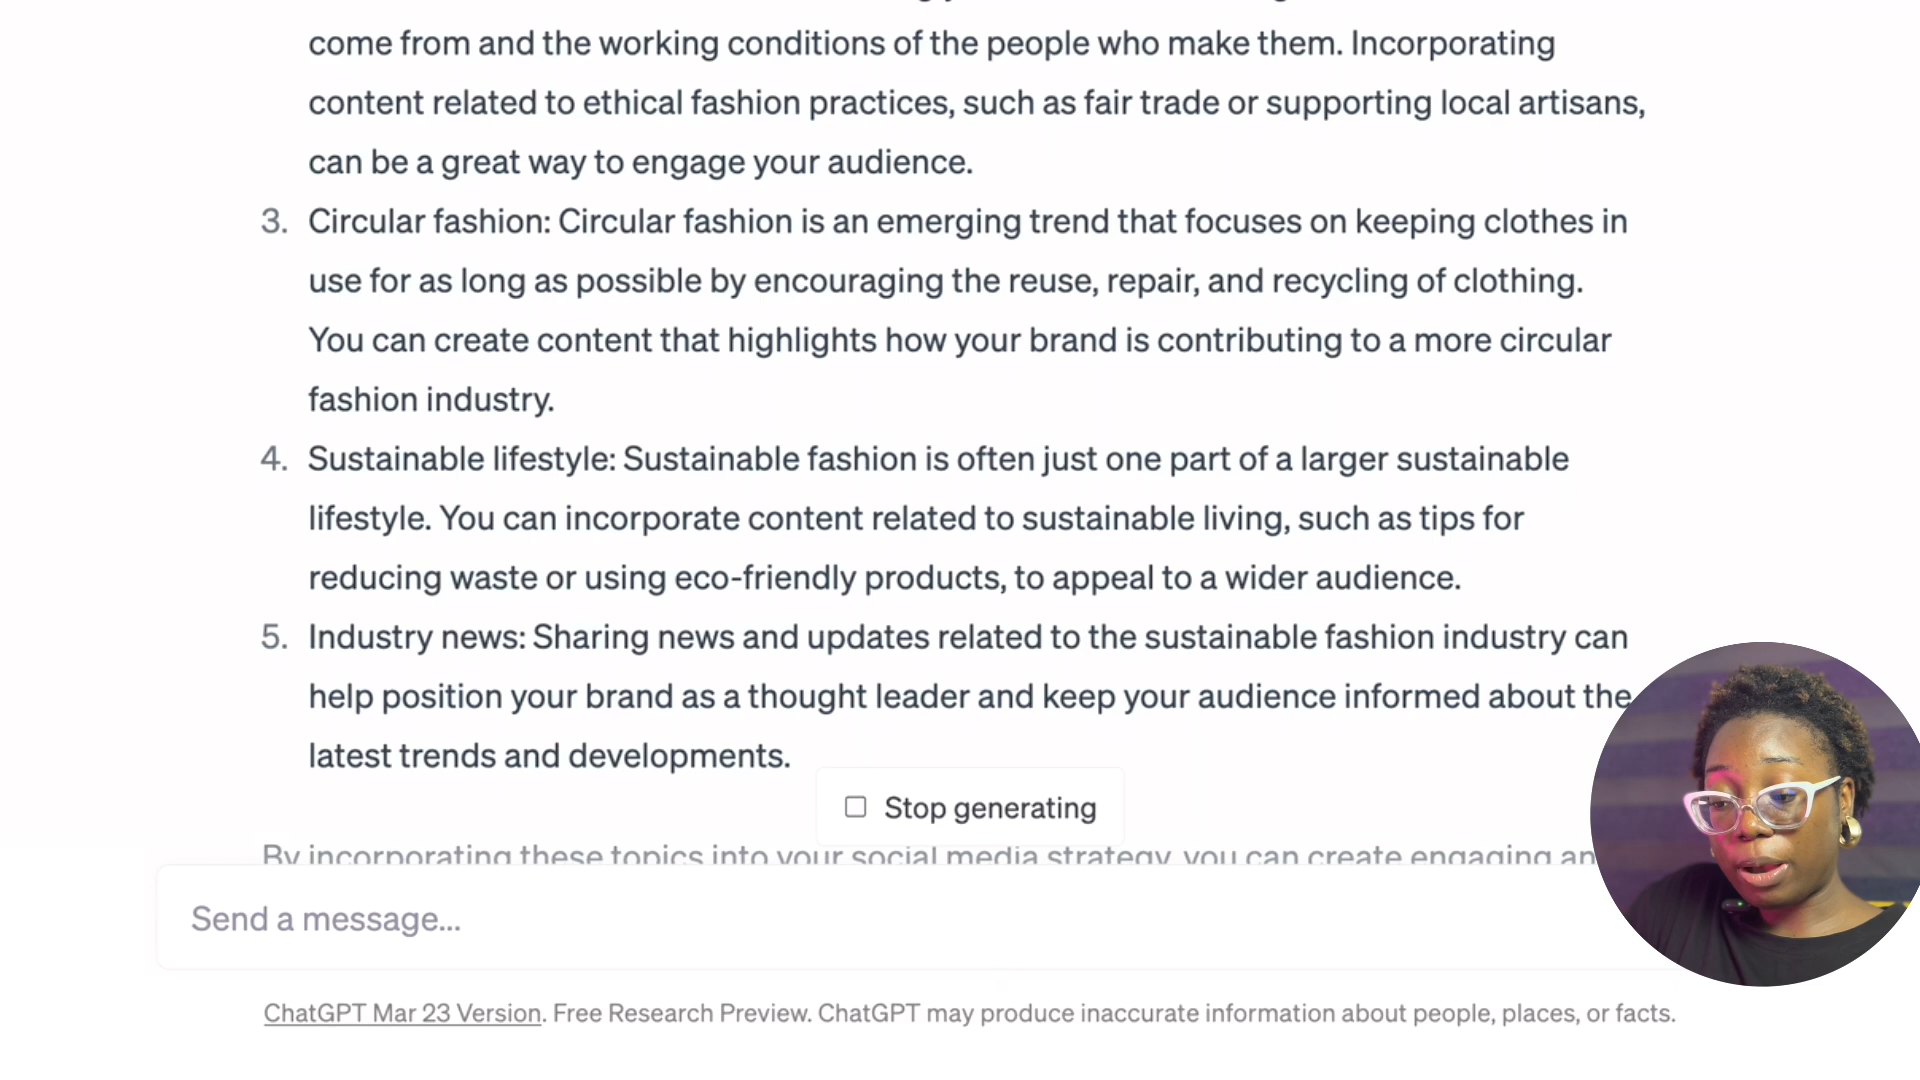 come from and the working conditions of the people who make them. Incorporating
content related to ethical fashion practices, such as fair trade or supporting local artisans,
can be a great way to engage your audience.
3. Circular fashion: Circular fashion is an emerging trend that focuses on keeping clothes in
use for as long as possible by encouraging the reuse, repair, and recycling of clothing.
You can create content that highlights how your brand is contributing to a more circular
fashion industry.
4. Sustainable lifestyle: Sustainable fashion is often just one part of a larger sustainable
lifestyle. You can incorporate content related to sustainable living, such as tips for
reducing waste or using eco-friendly products, to appeal to a wider audience.
5. Industry news: Sharing news and updates related to the sustainable fashion industry can
help position your brand as a thought leader and keep your audience informed about the
latest trends and developments.
Stop generating
By incorporating these topics into your social media strategy, you can create engaging
Send a message...
ChatGPT Mar 23 Version. Free Research Preview. ChatGPT may produce inaccurate information about people, places, or facts.